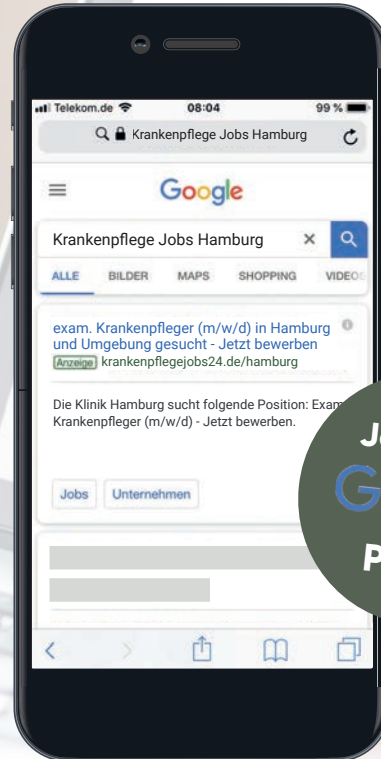 Telekom.de 08:04 99 %
Krankenpflege Jobs Hamburg
Google
Krankenpflege Jobs Hamburg ×
ALLE BILDER MAPS SHOPPING VIDEOS
exam. Krankenpfleger (m/w/d) in Hamburg
und Umgebung gesucht - Jetzt bewerben
Anzeige krankenpflegejobs24.de/hamburg
Die Klinik Hamburg sucht folgende Position: Exam.
Krankenpfleger (m/w/d) - Jetzt bewerben.
Jobs Unternehmen